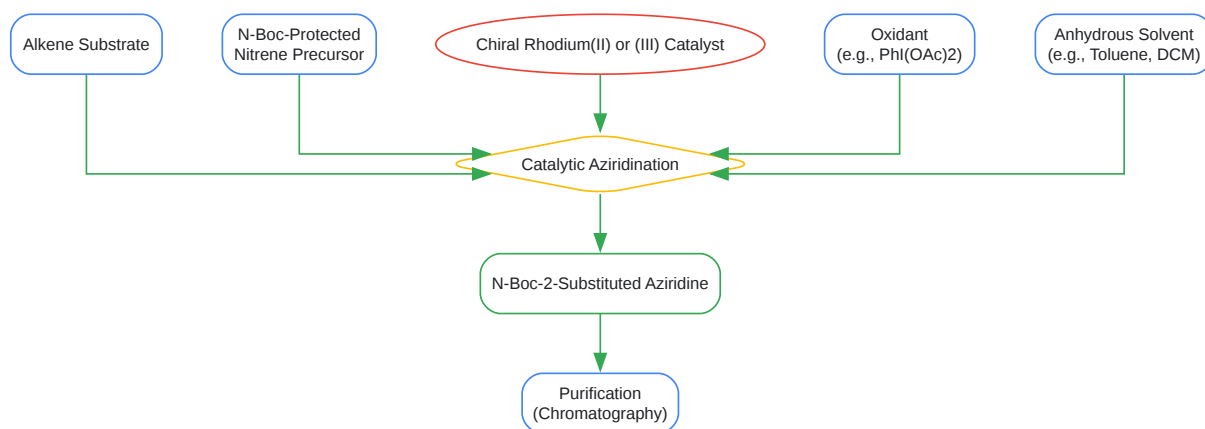 Alkene Substrate
N-Boc-Protected
Nitrene Precursor
Chiral Rhodium(II) or (III) Catalyst
Oxidant
(e.g., PhI(OAc)2)
Anhydrous Solvent
(e.g., Toluene, DCM)
Catalytic Aziridination
N-Boc-2-Substituted Aziridine
Purification
(Chromatography)